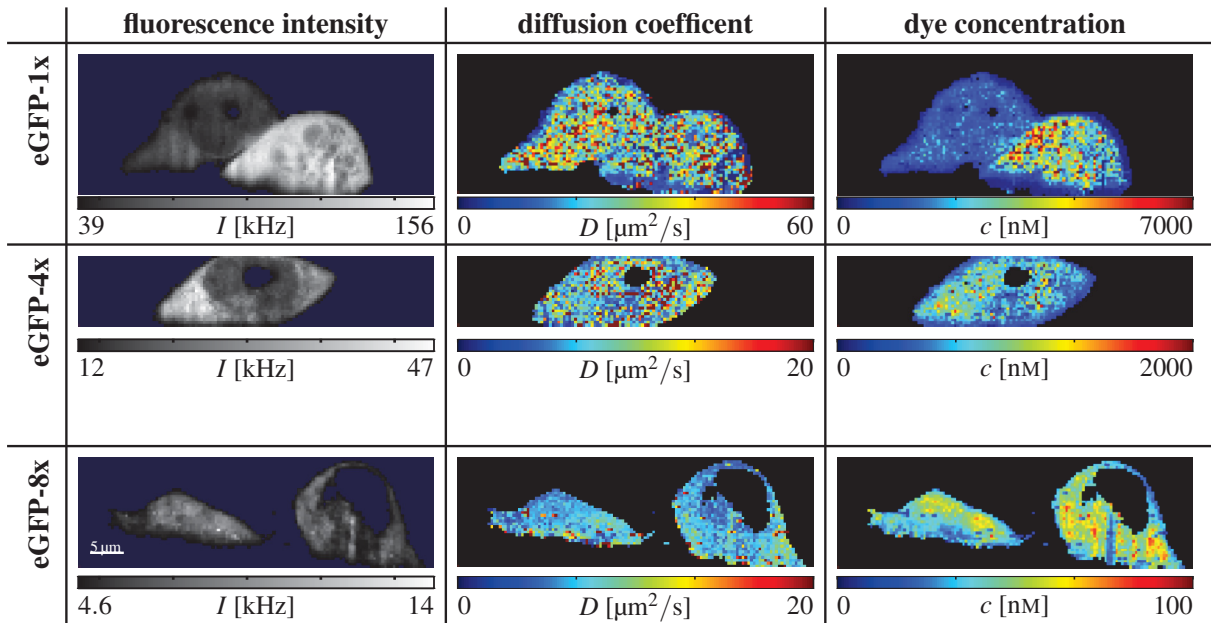 fluorescence intensity diffusion coefficent dye concentration
eGFP-1x
39 I [kHz] 156 0 D [µm²/s] 60 0 c [nM] 7000
eGFP-4x
12 I [kHz] 47 0 D [µm²/s] 20 0 c [nM] 2000
eGFP-8x
5 µm
4.6 I [kHz] 14 0 D [µm²/s] 20 0 c [nM] 100